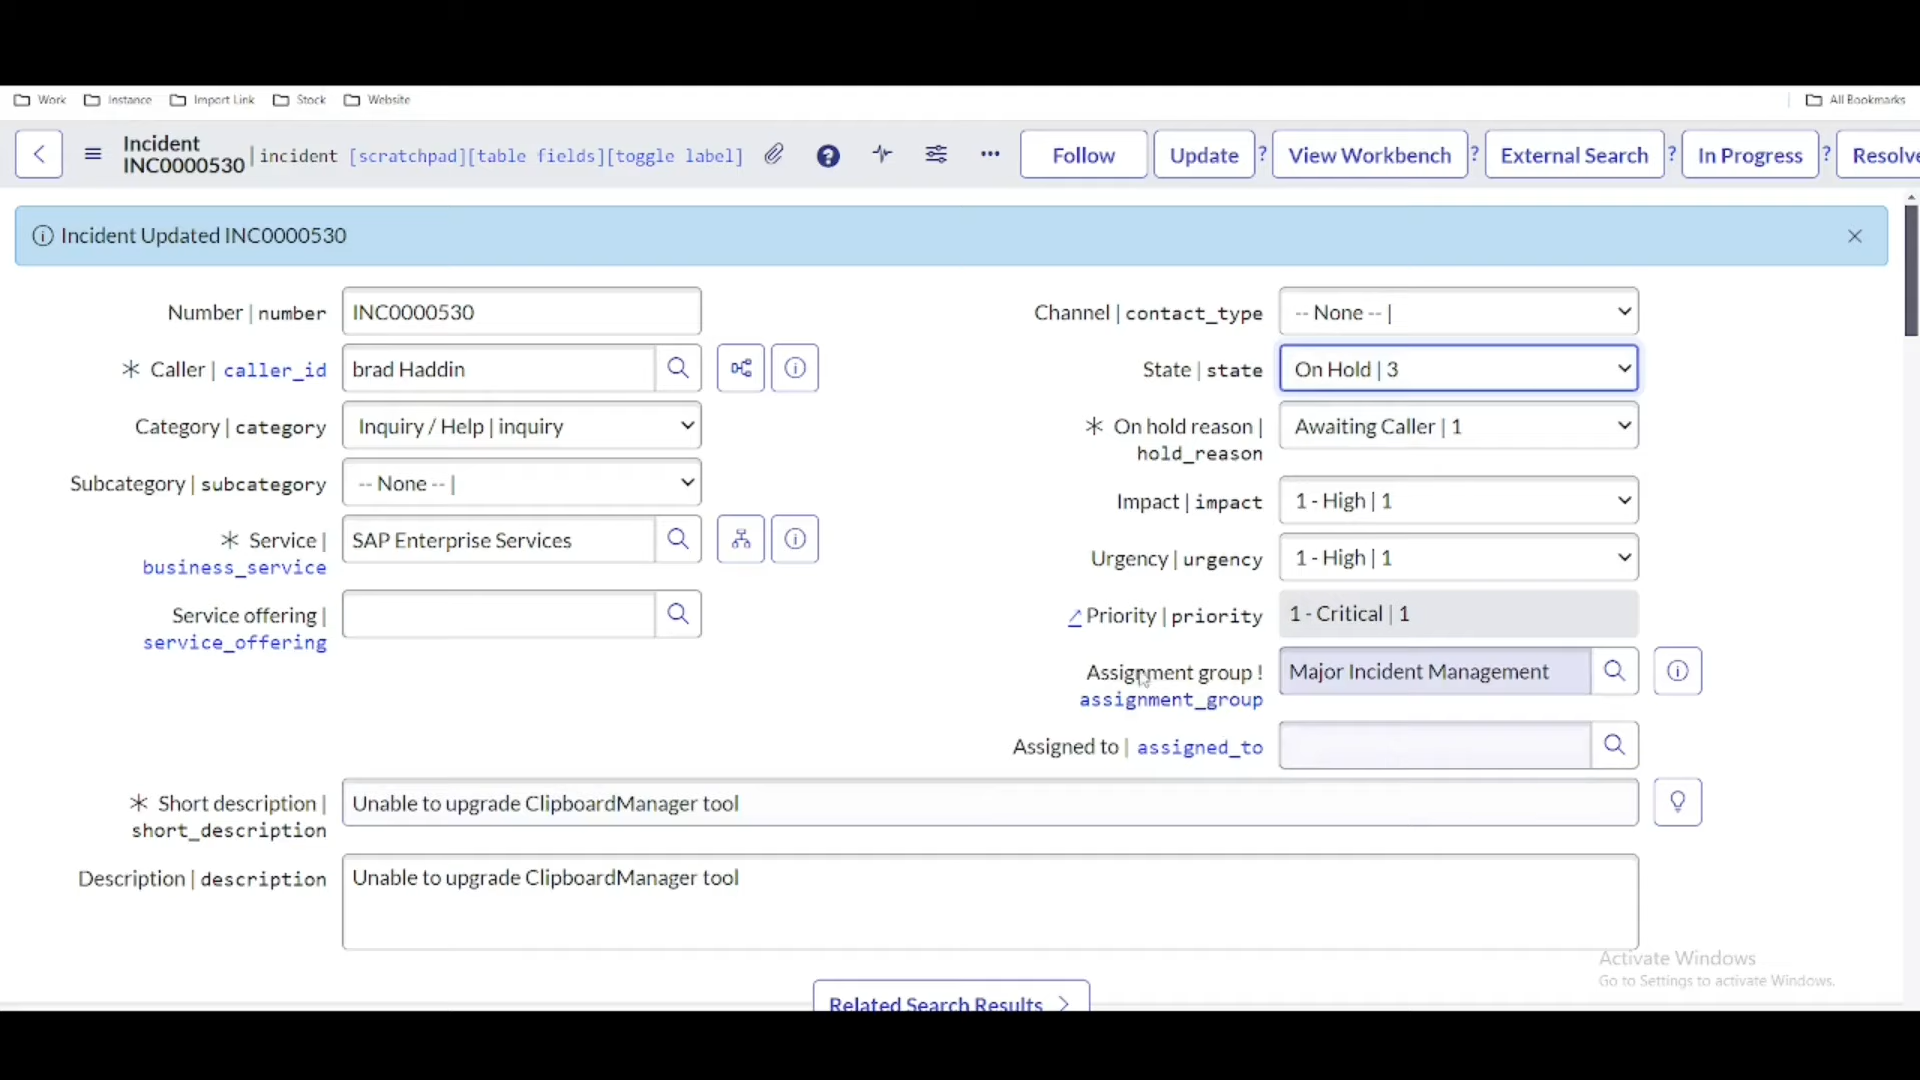 Work Instance Import Link Stock Website All Bookmarks
Incident INC0000530 | incident [scratchpad][table fields][toggle label] ? Follow Update ? View Workbench ? External Search ? In Progress ? Resolve
Incident Updated INC0000530
Number | number INC0000530
Channel | contact_type -- None -- |
Caller | caller_id brad Haddin
State | state On Hold | 3
Category | category Inquiry / Help | inquiry
On hold reason | hold_reason Awaiting Caller | 1
Subcategory | subcategory -- None -- |
Impact | impact 1 - High | 1
Service | business_service SAP Enterprise Services
Urgency | urgency 1 - High | 1
Service offering | service_offering
Priority | priority 1 - Critical | 1
Assignment group ! assignment_group Major Incident Management
Assigned to | assigned_to
Short description | short_description Unable to upgrade ClipboardManager tool
Description | description Unable to upgrade ClipboardManager tool
Activate Windows
Go to Settings to activate Windows.
Related Search Results